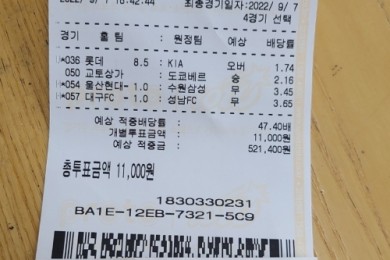 최종경기일자:2022/ 9/ 7
4경기 선택
경기 홈 팀 : 원정팀 예상 배당률
*036 롯데 8.5 : KIA 오버 1.74
050 교토상가 : 도쿄베르 승 2.16
*054 울산현대- 1.0 : 수원삼성 무 3.45
*057 대구FC- 1.0 : 성남FC 무 3.65
예상 적중배당률 : 47.40배
개별투표금액 : 11,000원
예상 적중금 : 521,400원
총투표금액 11,000원
1830330231
BA1E-12EB-7321-5C9